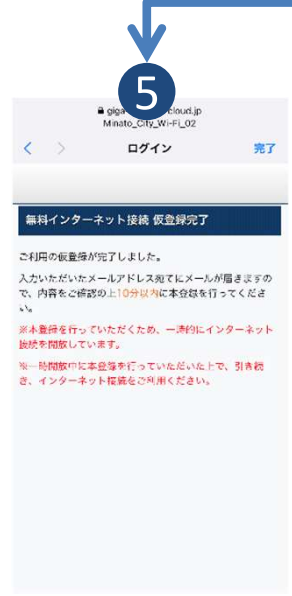 5
giga cloud.jp
Minato_City_Wi-Fi_02
< > ログイン 完了
無料インターネット接続 仮登録完了
ご利用の仮登録が完了しました。
入力いただいたメールアドレス宛てにメールが届きますの
で、内容をご確認の上10分以内に本登録を行ってくださ
い。
※本登録を行っていただくため、一時的にインターネット
接続を開放しています。
※一時開放中に本登録を行っていただいた上で、引き続
き、インターネット接続をご利用ください。